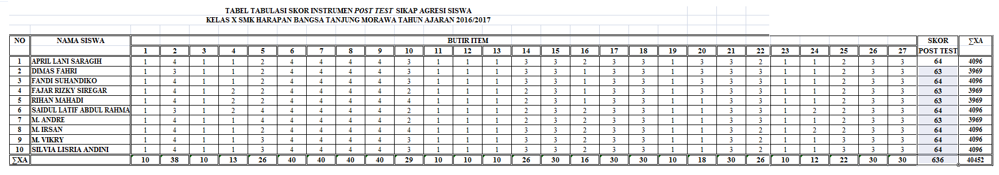 TABEL TABULASI SKOR INSTRUMEN POST TEST SIKAP AGRESI SISWA
KELAS X SMK HARAPAN BANGSA TANJUNG MORAWA TAHUN AJARAN 2016/2017
NO NAMA SISWA BUTIR ITEM SKOR ∑XA
1 2 3 4 5 6 7 8 9 10 11 12 13 14 15 16 17 18 19 20 21 22 23 24 25 26 27 POST TEST
1 APRIL LANI SARAGIH 1 4 1 1 2 4 4 4 4 3 1 1 1 3 3 2 3 3 1 3 3 2 1 1 2 3 3 64 4096
2 DIMAS FAHRI 1 3 1 1 2 4 4 4 4 3 1 1 1 3 3 1 3 3 1 3 3 3 1 1 2 3 3 63 3969
3 FANDI SUHANDIKO 1 4 1 1 2 4 4 4 4 3 1 1 1 3 3 1 3 3 1 3 3 3 1 1 2 3 3 64 4096
4 FAJAR RIZKY SIREGAR 1 4 1 2 2 4 4 4 4 2 1 1 1 2 3 1 3 3 1 3 3 3 1 1 2 3 3 63 3969
5 RIHAN MAHADI 1 4 1 2 2 4 4 4 4 4 1 1 1 2 3 1 3 3 1 1 3 3 1 1 2 3 3 63 3969
6 SAIDUL LATIF ABDUL RAHMA 1 3 1 2 4 4 4 4 4 2 1 1 1 2 3 2 3 3 1 1 3 3 1 2 2 3 3 64 4096
7 M. ANDRE 1 4 1 1 4 4 4 4 4 2 1 1 1 2 3 2 3 3 1 1 3 3 1 1 2 3 3 63 3969
8 M. IRSAN 1 4 1 1 2 4 4 4 4 4 1 1 1 3 3 2 3 3 1 1 3 2 1 2 2 3 3 64 4096
9 M. VIKRY 1 4 1 1 3 4 4 4 4 3 1 1 1 3 3 2 3 3 1 1 3 2 1 1 3 3 3 64 4096
10 SILVIA LISRIA ANDINI 1 4 1 1 3 4 4 4 4 3 1 1 1 3 3 2 3 3 1 1 3 2 1 1 3 3 3 64 4096
∑XA 10 38 10 13 26 40 40 40 40 29 10 10 10 26 30 16 30 30 10 18 30 26 10 12 22 30 30 636 40452